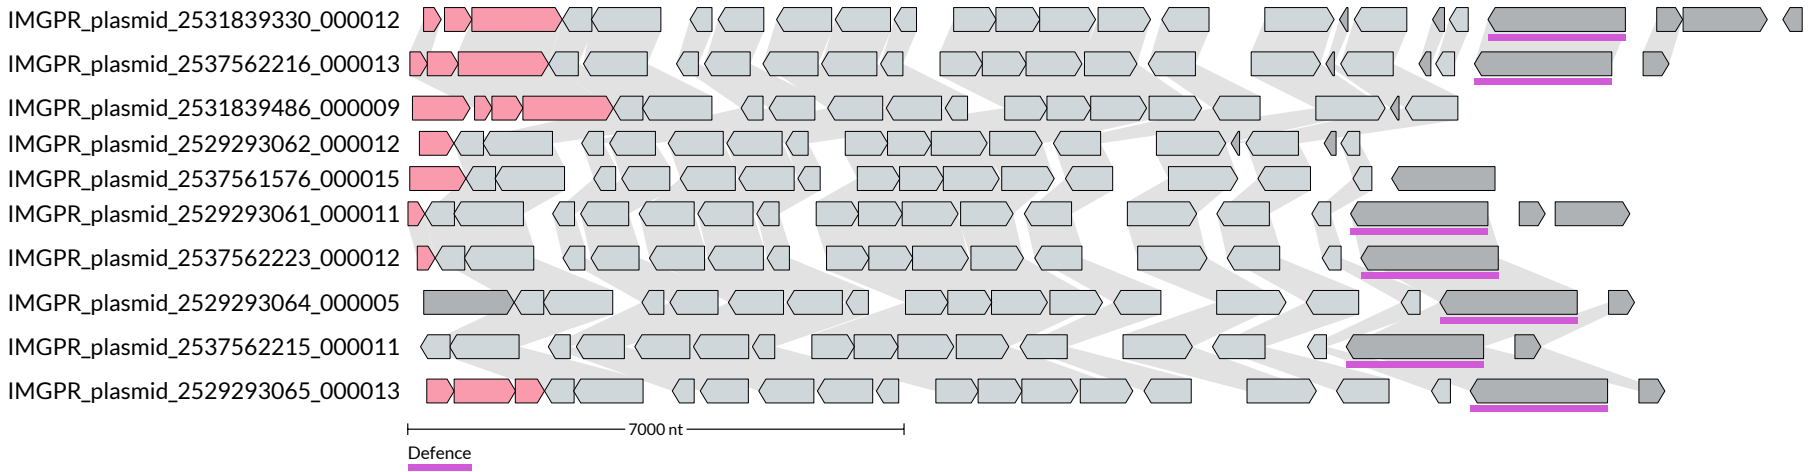 IMGPR_plasmid_2531839330_000012
IMGPR_plasmid_2537562216_000013
IMGPR_plasmid_2531839486_000009
IMGPR_plasmid_2529293062_000012
IMGPR_plasmid_2537561576_000015
IMGPR_plasmid_2529293061_000011
IMGPR_plasmid_2537562223_000012
IMGPR_plasmid_2529293064_000005
IMGPR_plasmid_2537562215_000011
IMGPR_plasmid_2529293065_000013
7000 nt
Defence